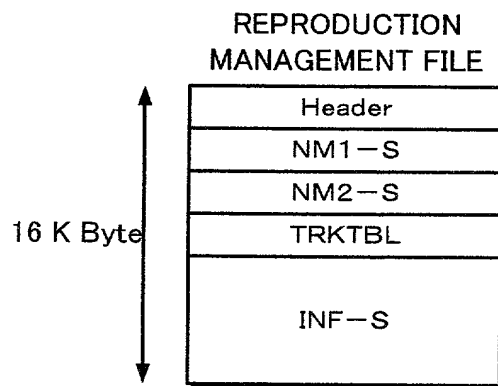 REPRODUCTION
MANAGEMENT FILE
Header
NM1-S
NM2-S
16 K Byte
TRKTBL
INF-S